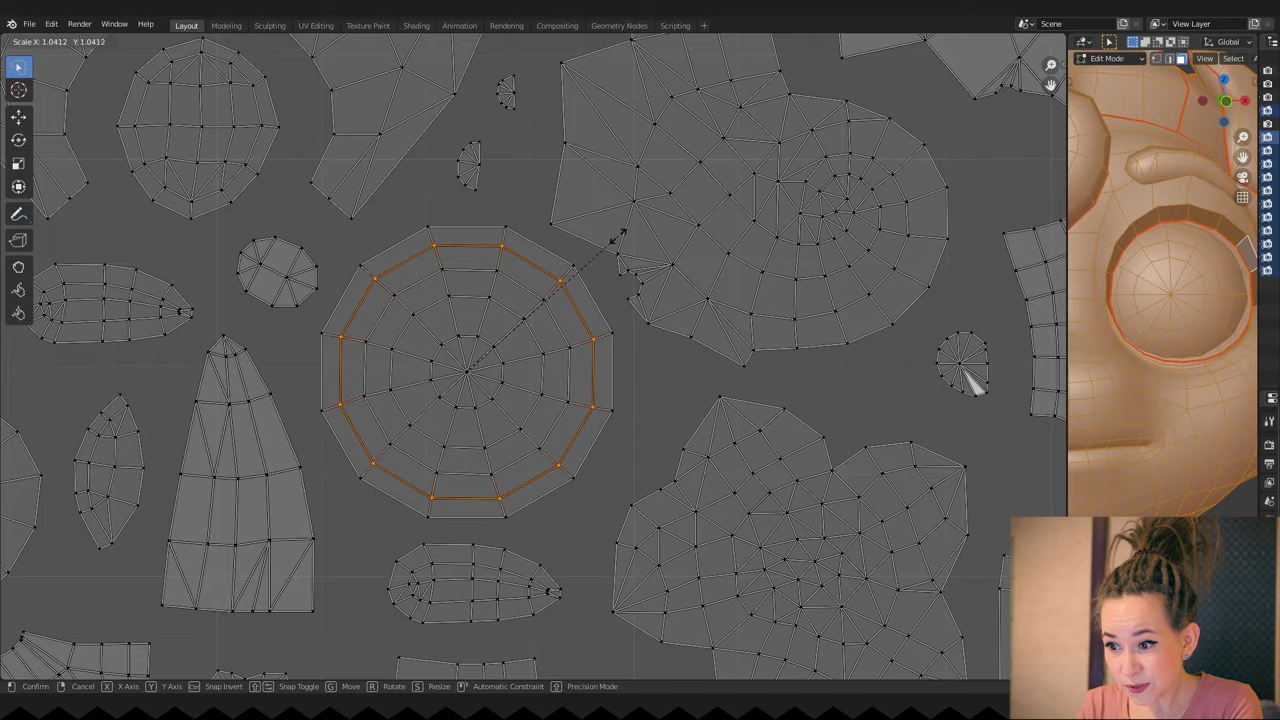 File Edit Render Window Help Layout Modeling Sculpting UV Editing Texture Paint Shading Animation Rendering Compositing Geometry Nodes Scripting + Scene View Layer
Scale X: 1.0412 Y: 1.0412
Global
Edit Mode View Select
Z
X
Confirm Cancel X X Axis Y Y Axis Ctrl Snap Invert Snap Toggle G Move R Rotate S Resize Automatic Constraint Precision Mode